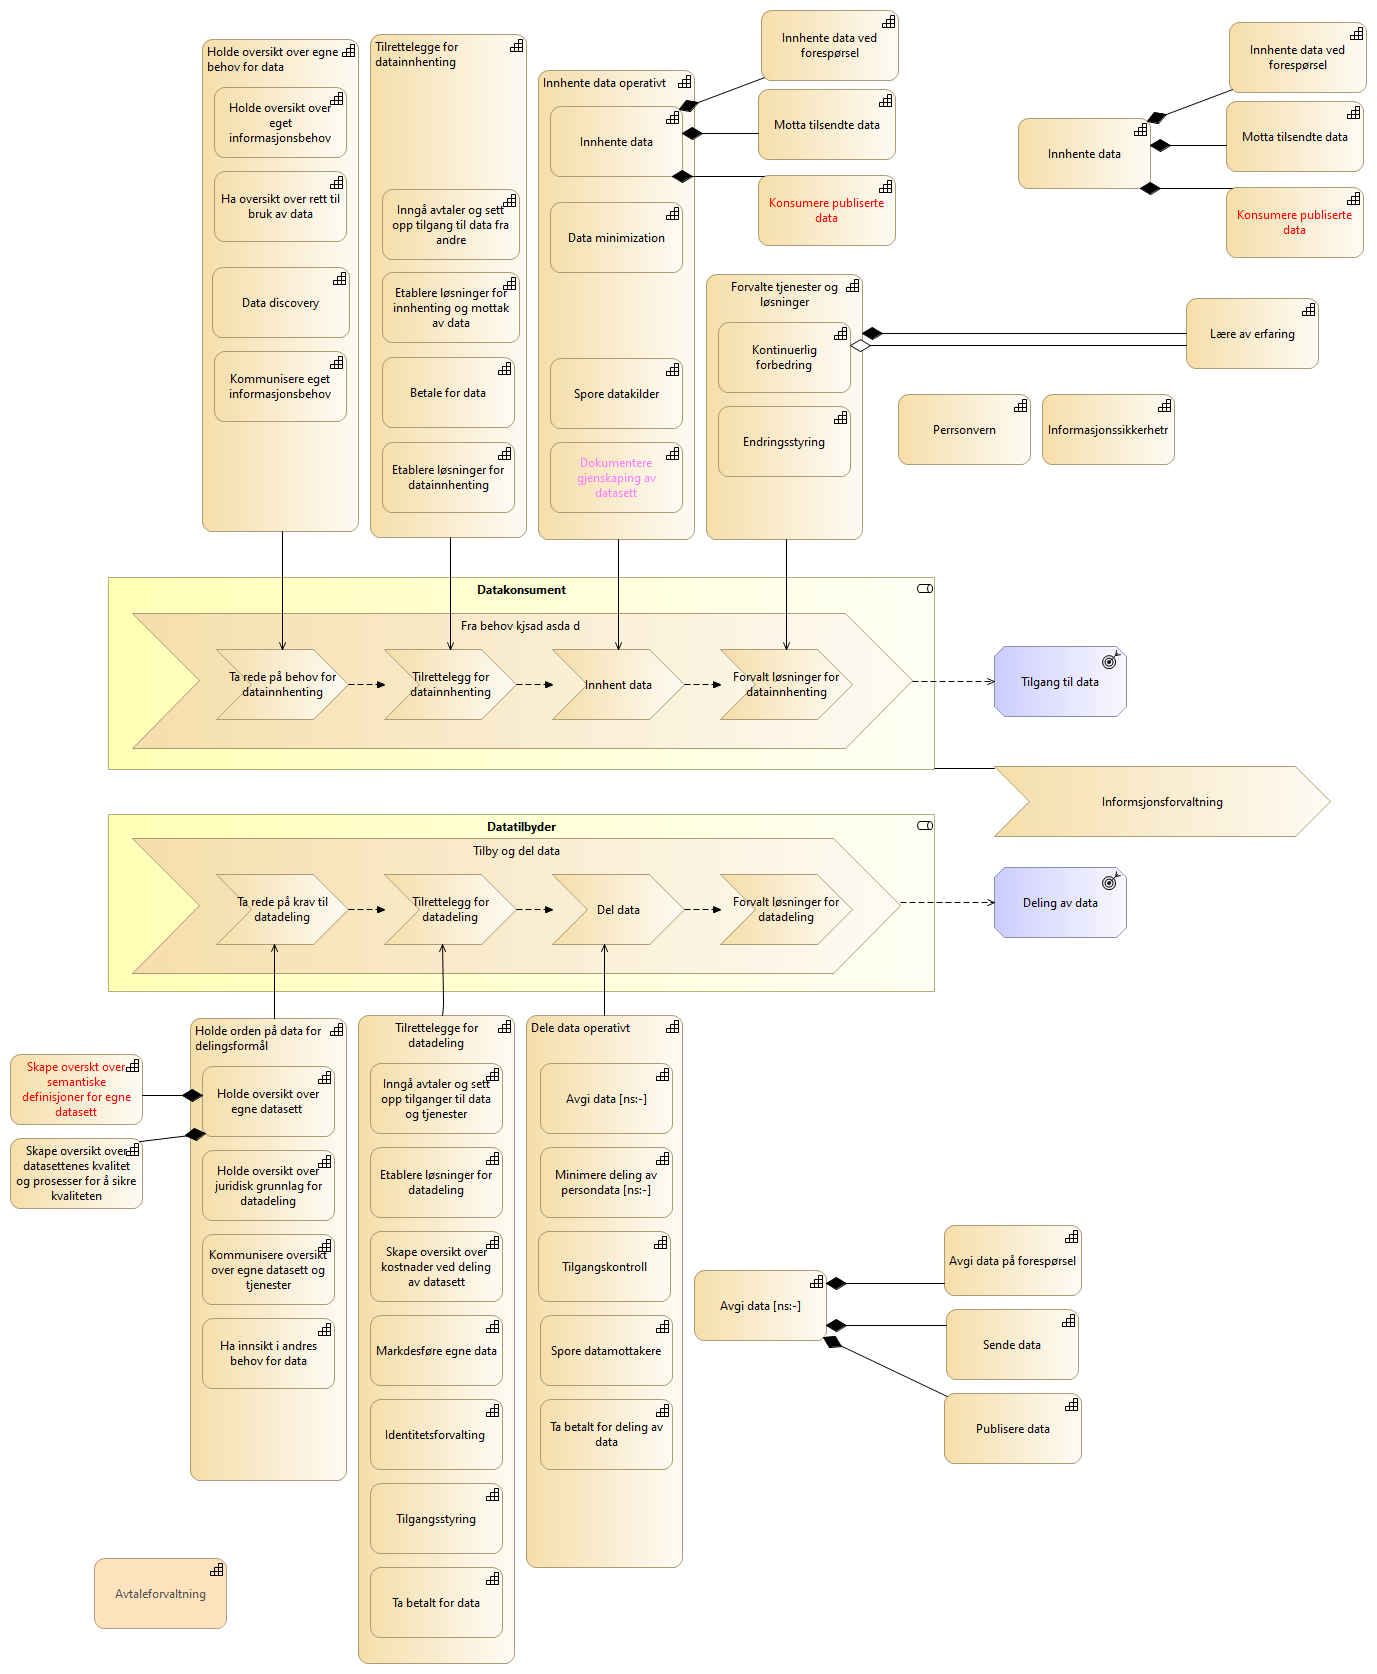 Holde oversikt over egne
behov for data
Holde oversikt over
eget
informasjonsbehov
Ha oversikt over rett til
bruk av data
Data discovery
Kommunisere eget
informasjonsbehov
Tilrettelegge for
datainnhenting
Inngå avtaler og sett
opp tilgang til data fra
andre
Etablere løsninger for
innhenting og mottak
av data
Betale for data
Etablere løsninger for
datainnhenting
Innhente data operativt
Innhente data
Data minimization
Spore datakilder
Dokumentere
gjenskaping av
datasett
Innhente data ved
forespørsel
Motta tilsendte data
Konsumere publiserte
data
Forvalte tjenester og
løsninger
Kontinuerlig
forbedring
Endringsstyring
Innhente data
Innhente data ved
forespørsel
Motta tilsendte data
Konsumere publiserte
data
Lære av erfaring
Perrsonvern
Informasjonssikkerhetr
Datakonsument
Fra behov kjsad asda d
Ta rede på behov for
datainnhenting
Tilrettelegg for
datainnhenting
Innhent data
Forvalt løsninger for
datainnhenting
Tilgang til data
Informsjonsforvaltning
Datatilbyder
Tilby og del data
Ta rede på krav til
datadeling
Tilrettelegg for
datadeling
Del data
Forvalt løsninger for
datadeling
Deling av data
Skape overskt over
semantiske
definisjoner for egne
datasett
Skape oversikt over
datasettenes kvalitet
og prosesser for å sikre
kvaliteten
Holde orden på data for
delingsformål
Holde oversikt over
egne datasett
Holde oversikt over
juridisk grunnlag for
datadeling
Kommunisere oversikt
over egne datasett og
tjenester
Ha innsikt i andres
behov for data
Tilrettelegge for
datadeling
Inngå avtaler og sett
opp tilganger til data
og tjenester
Etablere løsninger for
datadeling
Skape oversikt over
kostnader ved deling
av datasett
Markdesføre egne data
Identitetsforvalting
Tilgangsstyring
Ta betalt for data
Dele data operativt
Avgi data [ns:-]
Minimere deling av
persondata [ns:-]
Tilgangskontroll
Spore datamottakere
Ta betalt for deling av
data
Avgi data [ns:-]
Avgi data på forespørsel
Sende data
Publisere data
Avtaleforvaltning